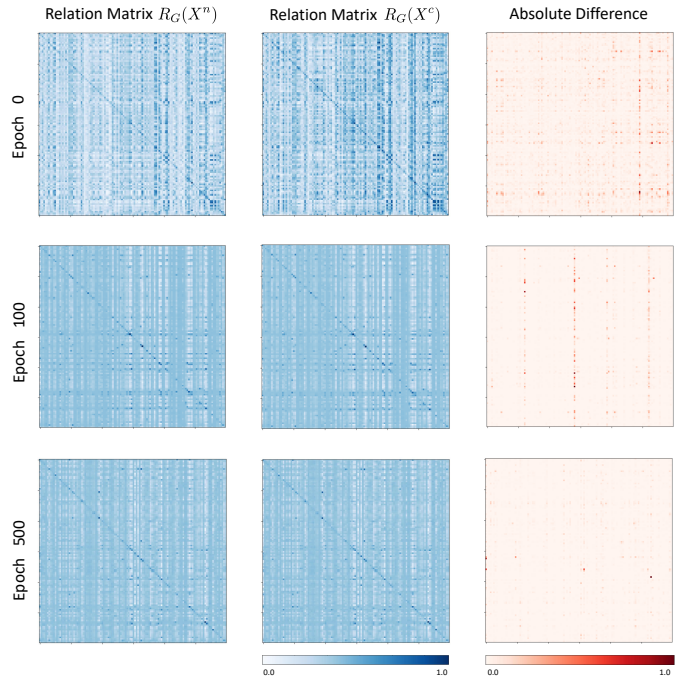 Relation Matrix $R_G(X^n)$ Relation Matrix $R_G(X^c)$ Absolute Difference
Epoch 0
Epoch 100
Epoch 500
0.0 1.0 0.0 1.0